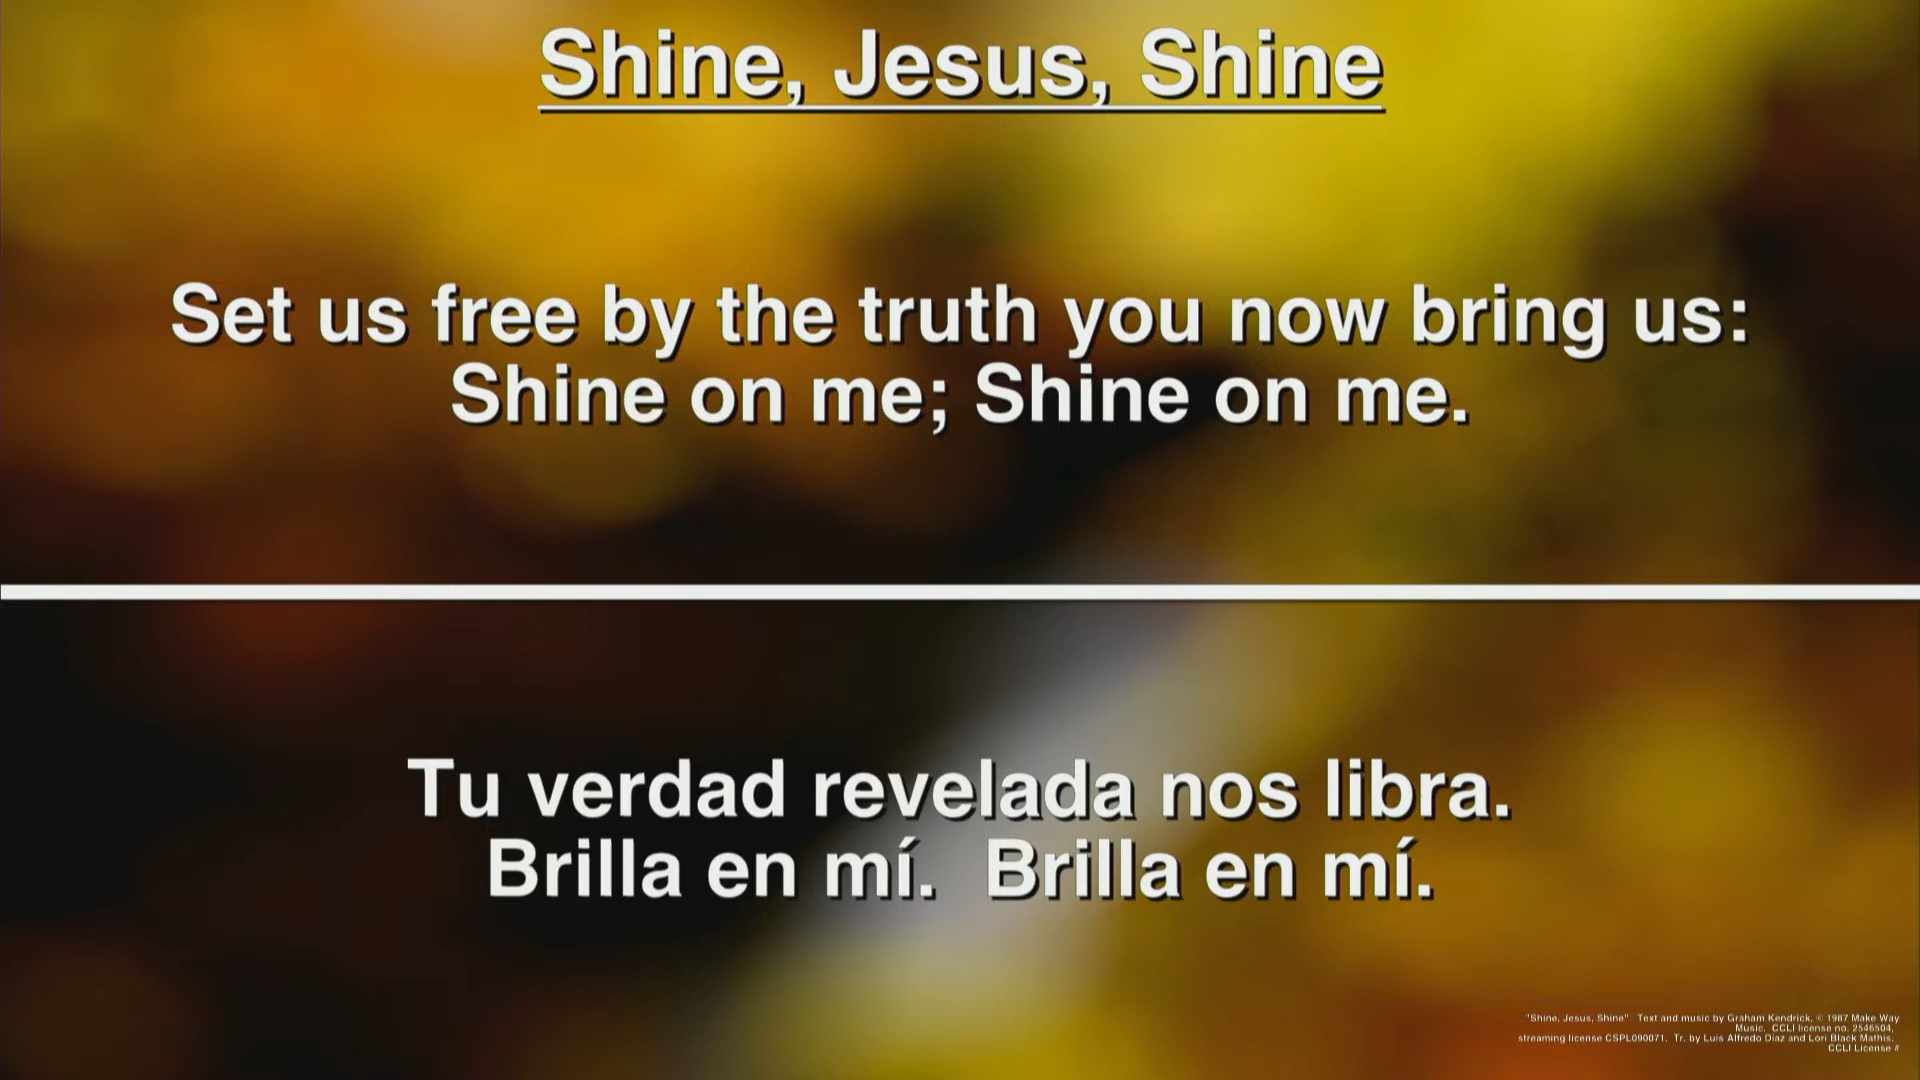 Shine, Jesus, Shine
Set us free by the truth you now bring us:
Shine on me; Shine on me.
Tu verdad revelada nos libra.
Brilla en mí.  Brilla en mí.
"Shine, Jesus, Shine"  Text and music by Graham Kendrick, © 1987 Make Way
Music.  CCLI license no. 2546504,
streaming license CSPL090071.  Tr. by Luis Alfredo Díaz and Lori Black Mathis.
CCLI License #